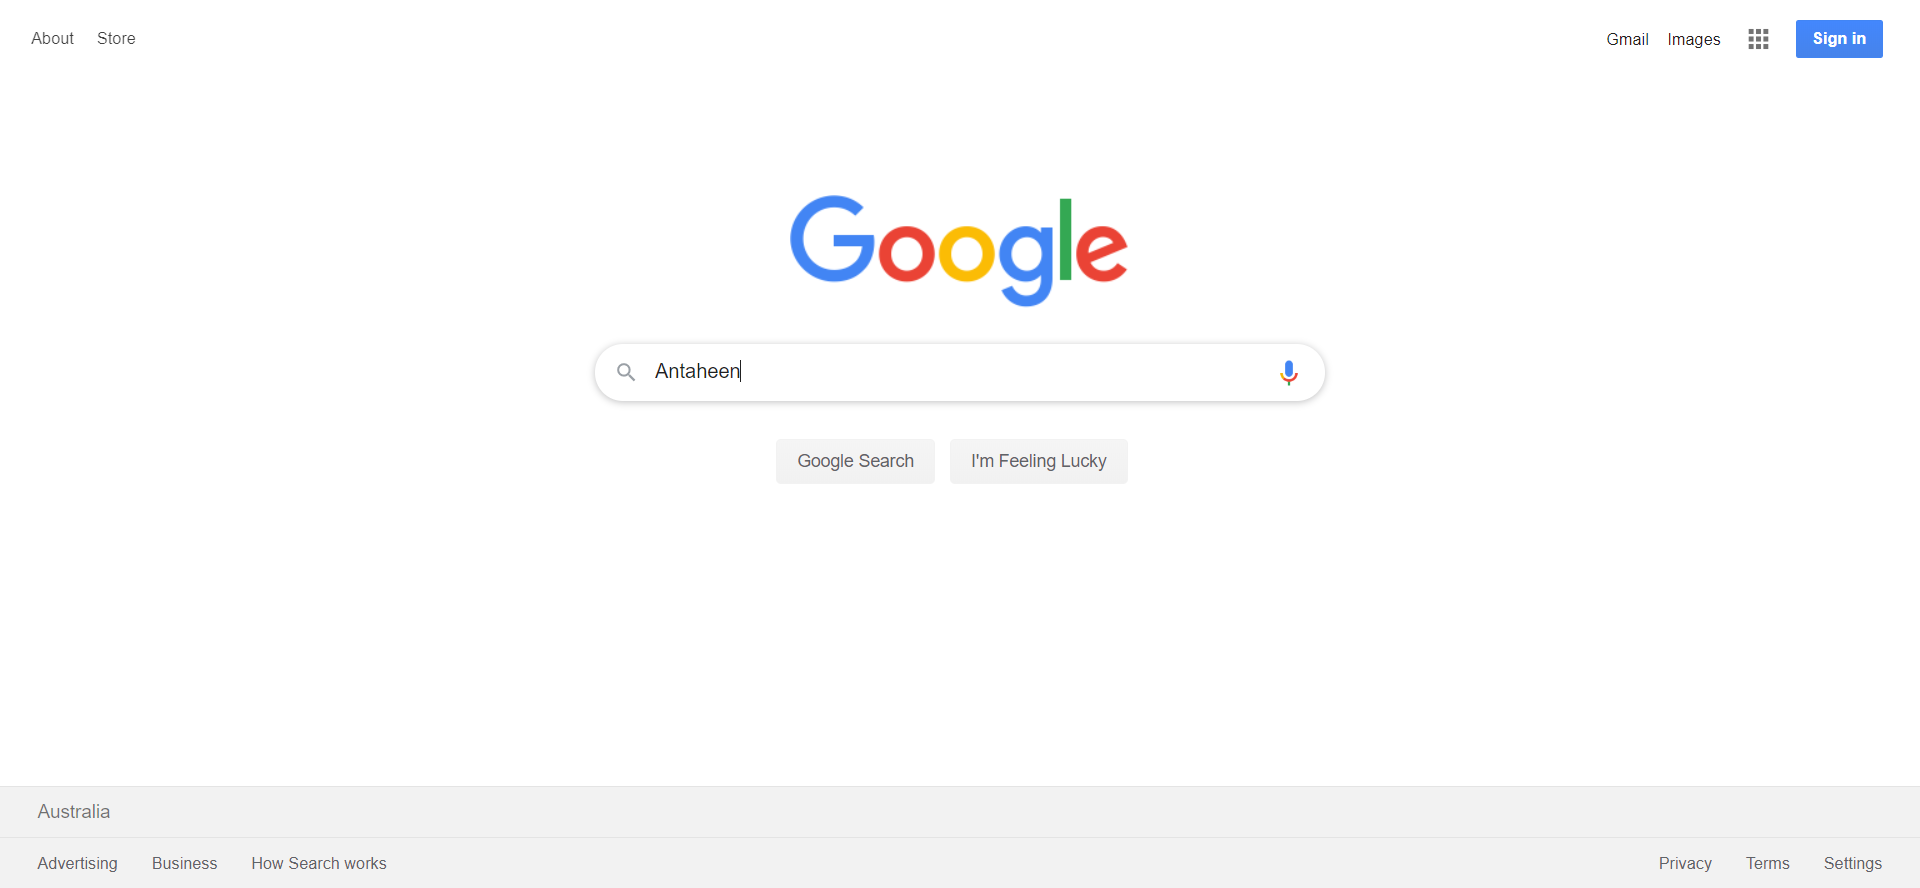 About Store
Gmail Images Sign in
Google
Antaheen
Google Search I'm Feeling Lucky
Australia
Advertising Business How Search works
Privacy Terms Settings